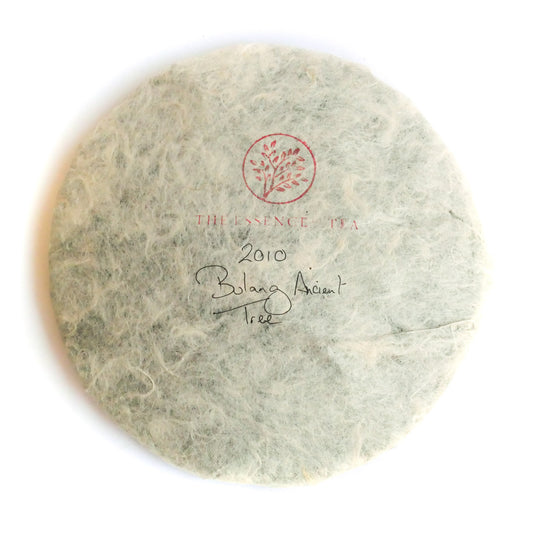 THE ESSENCE TEA
2010
Bulang Ancient
Tree